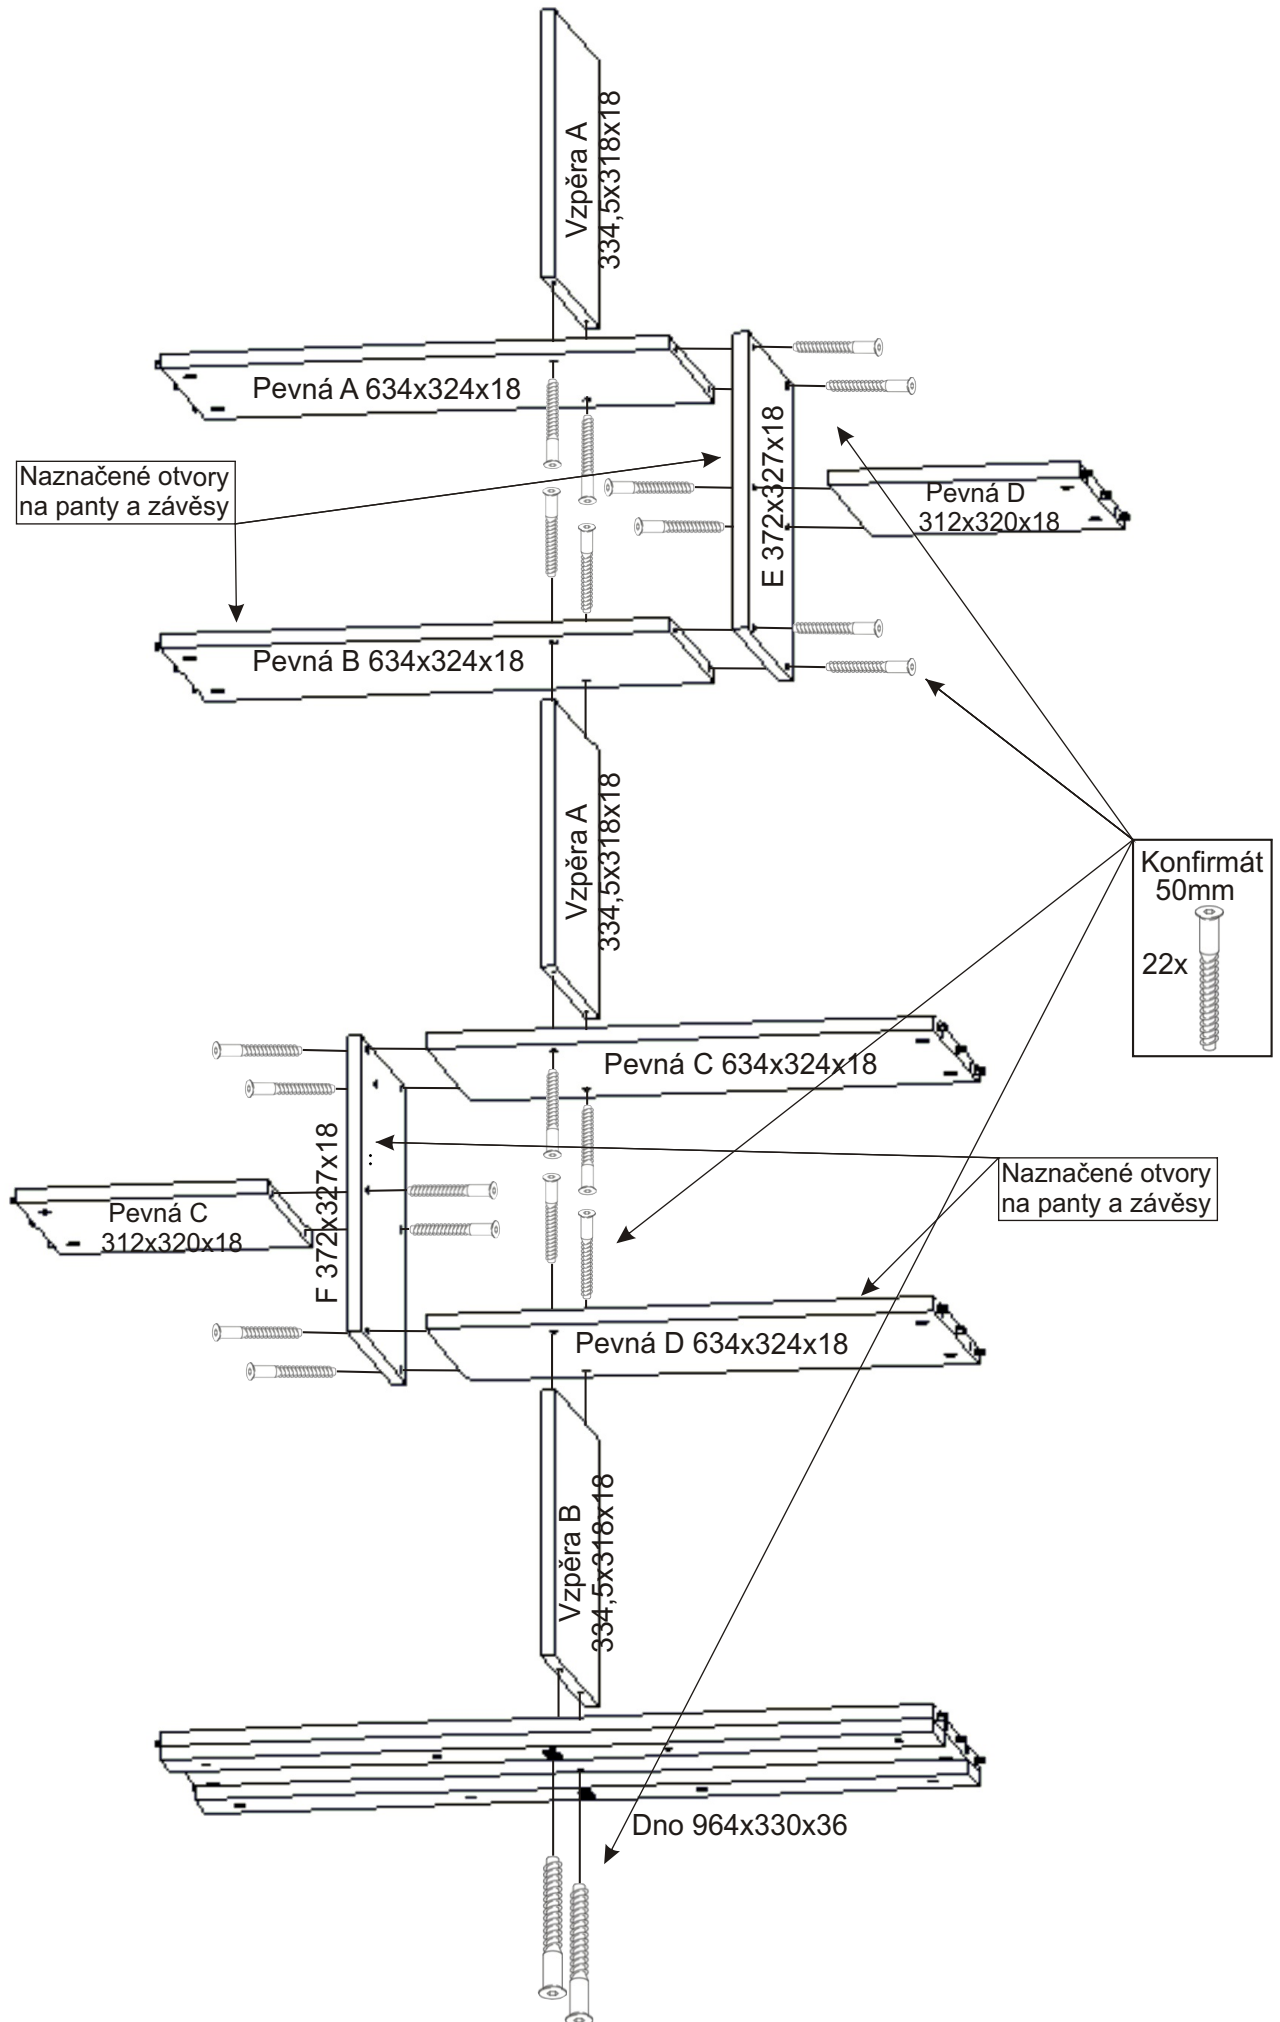 Vzpěra A
334,5x318x18
Pevná A 634x324x18
E 372x327x18
Naznačené otvory
na panty a závěsy
Pevná D
312x320x18
Pevná B 634x324x18
Vzpěra A
334,5x318x18
Konfirmát
50mm
22x
Pevná C 634x324x18
F 372x327x18
Naznačené otvory
na panty a závěsy
Pevná C
312x320x18
Pevná D 634x324x18
Vzpěra B
334,5x318x18
Dno 964x330x36